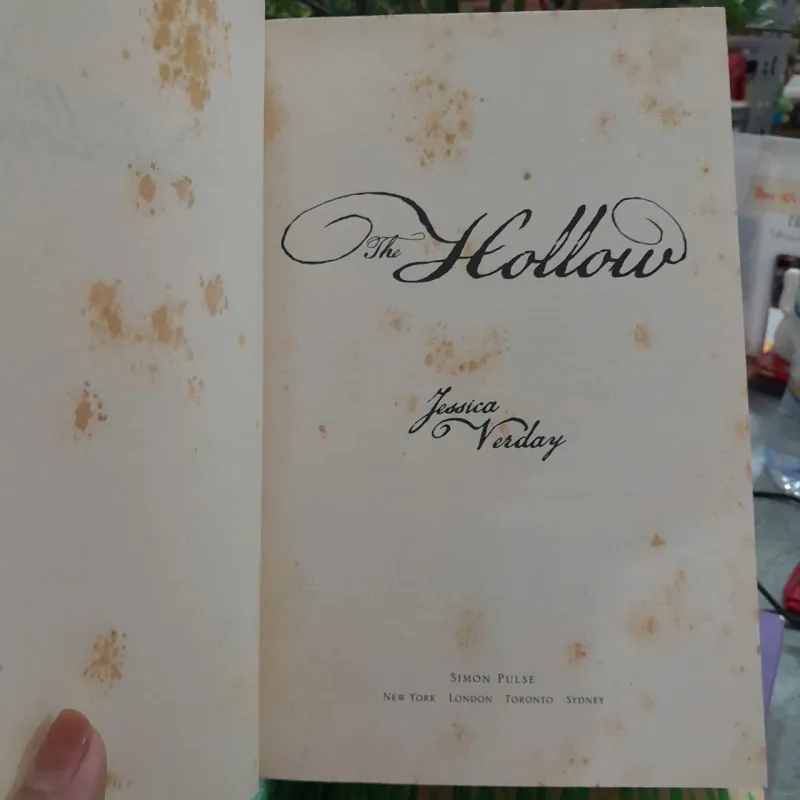 The Hollow
Jessica
Verday
SIMON PULSE
NEW YORK LONDON TORONTO SYDNEY